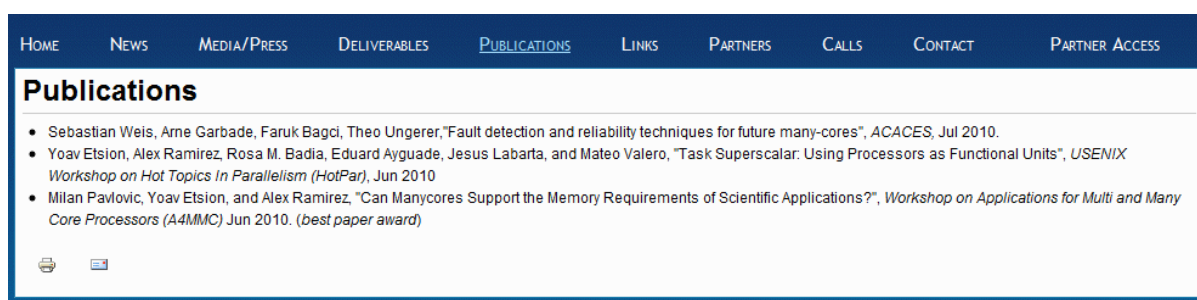 Home News Media/Press Deliverables Publications Links Partners Calls Contact Partner Access
Publications
• Sebastian Weis, Arne Garbade, Faruk Bagci, Theo Ungerer,"Fault detection and reliability techniques for future many-cores", ACACES, Jul 2010.
• Yoav Etsion, Alex Ramirez, Rosa M. Badia, Eduard Ayguade, Jesus Labarta, and Mateo Valero, "Task Superscalar: Using Processors as Functional Units", USENIX
Workshop on Hot Topics In Parallelism (HotPar), Jun 2010
• Milan Pavlovic, Yoav Etsion, and Alex Ramirez, "Can Manycores Support the Memory Requirements of Scientific Applications?", Workshop on Applications for Multi and Many
Core Processors (A4MMC) Jun 2010. (best paper award)